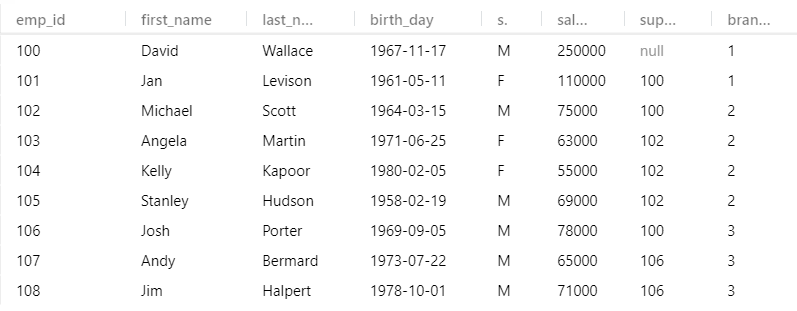 emp_id first_name last_n... birth_day s. sal... sup... bran...
100 David Wallace 1967-11-17 M 250000 null 1
101 Jan Levison 1961-05-11 F 110000 100 1
102 Michael Scott 1964-03-15 M 75000 100 2
103 Angela Martin 1971-06-25 F 63000 102 2
104 Kelly Kapoor 1980-02-05 F 55000 102 2
105 Stanley Hudson 1958-02-19 M 69000 102 2
106 Josh Porter 1969-09-05 M 78000 100 3
107 Andy Bermard 1973-07-22 M 65000 106 3
108 Jim Halpert 1978-10-01 M 71000 106 3